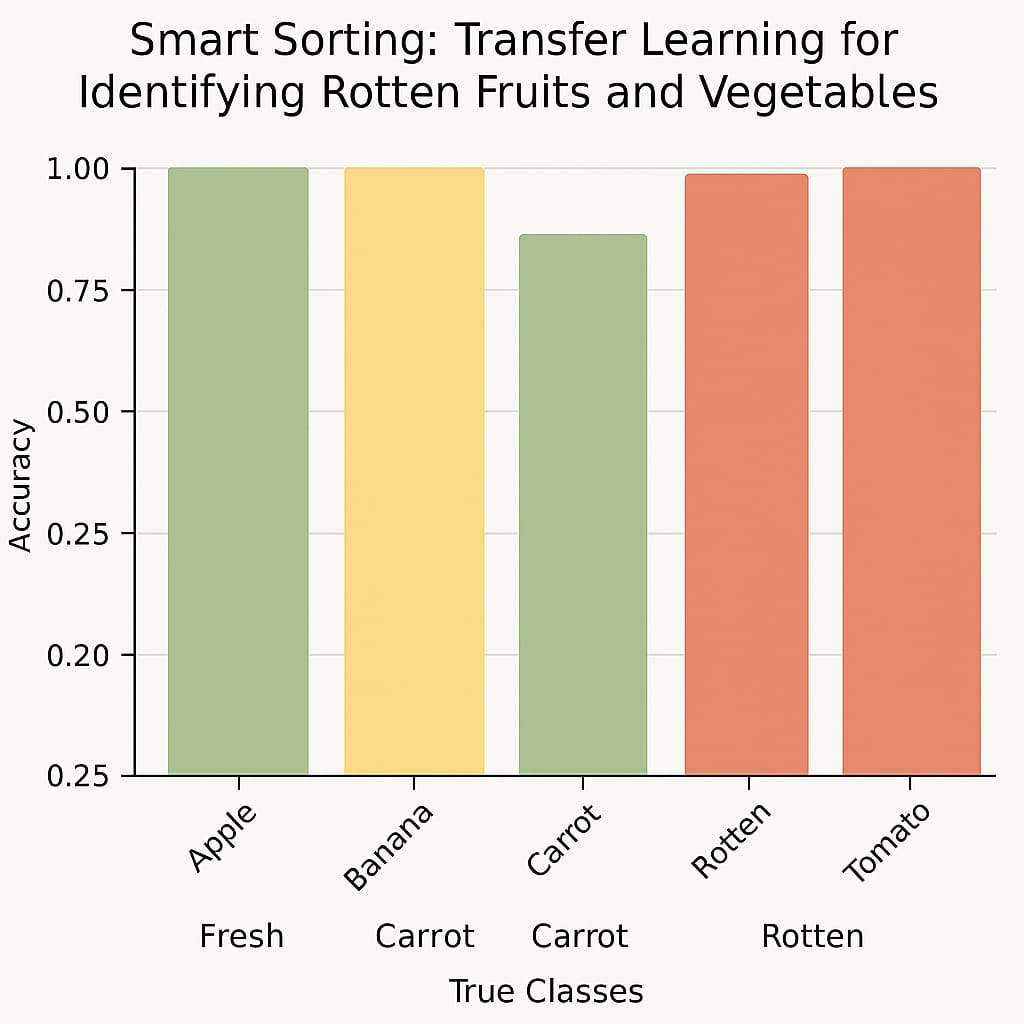 Smart Sorting: Transfer Learning for
Identifying Rotten Fruits and Vegetables
1.00
0.75
0.50
0.25
0.20
0.25
Accuracy
Apple
Banana
Carrot
Rotten
Tomato
Fresh Carrot Carrot Rotten
True Classes